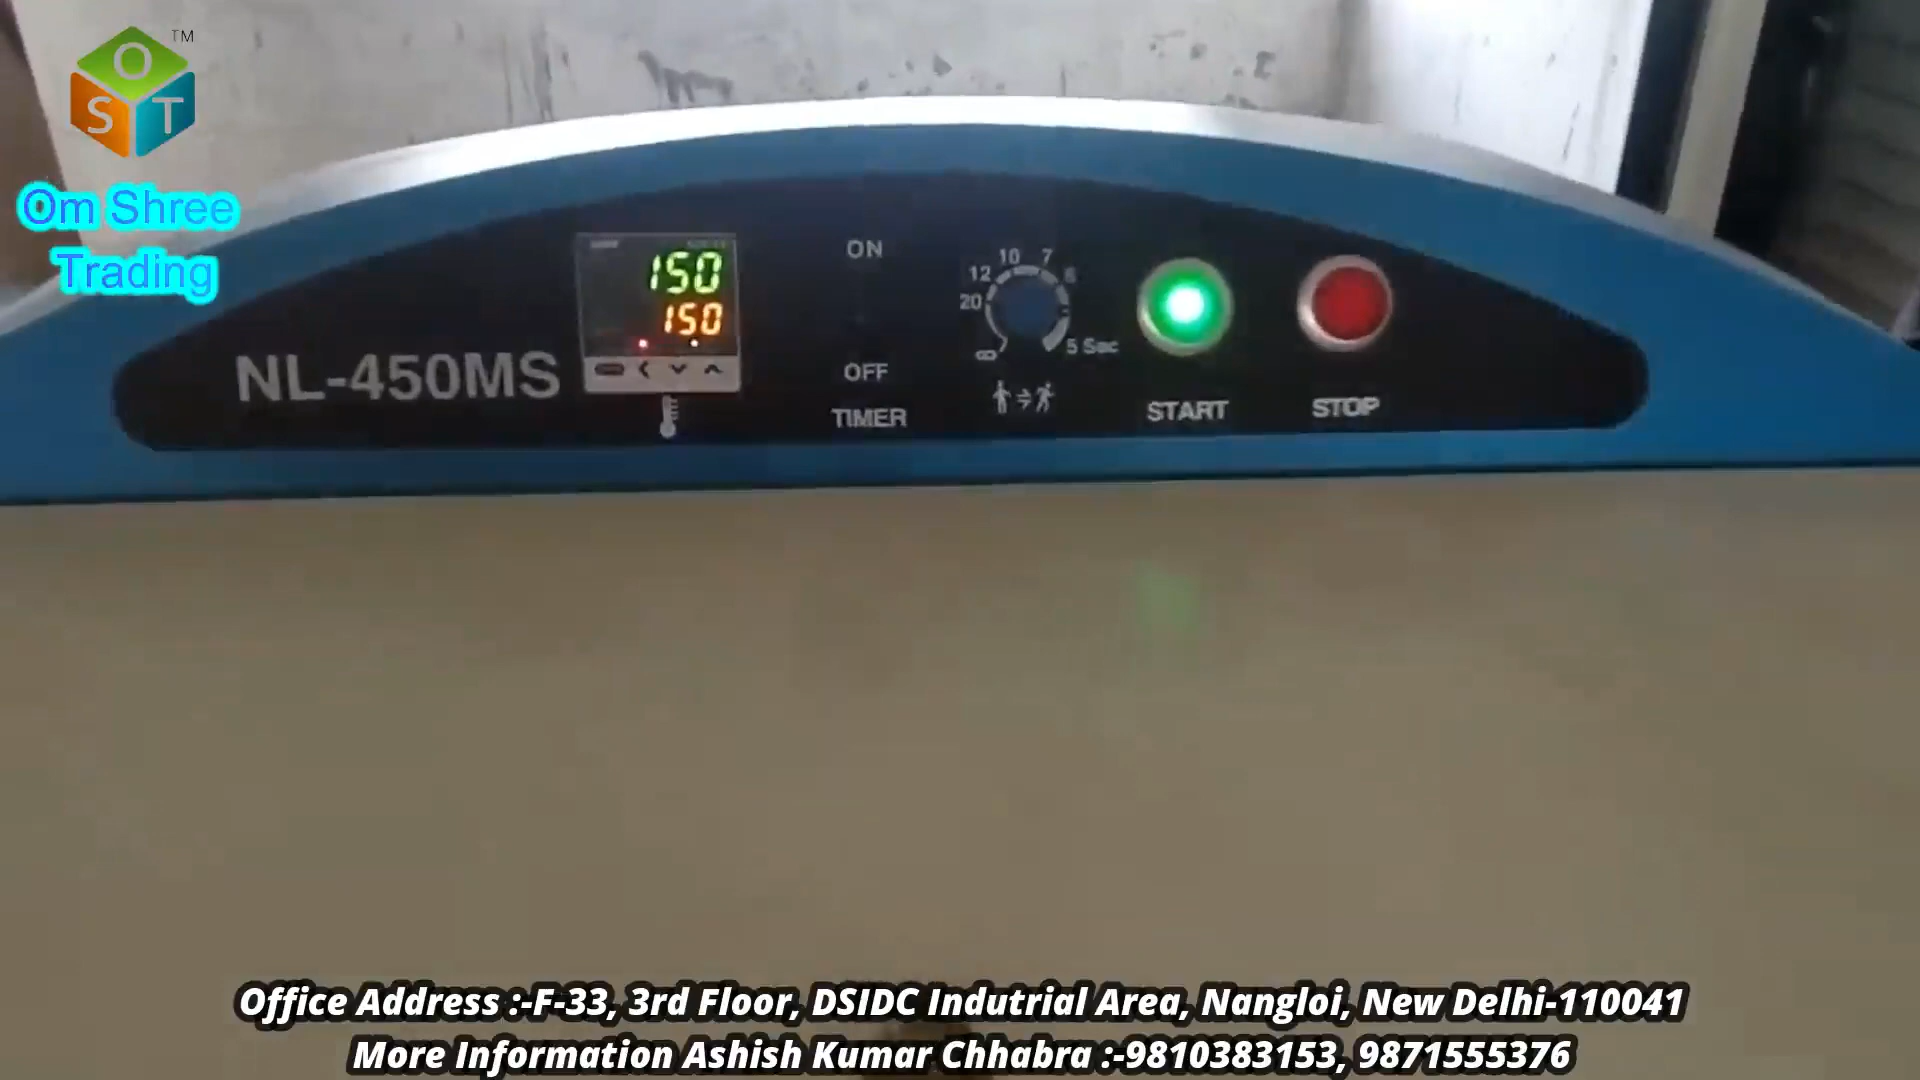 O
S T
TM
Om Shree
Trading
150
150
NL-450MS
ON
OFF
TIMER
20 12 10 7 6
5 Sec
∞
START
STOP
Office Address :-F-33, 3rd Floor, DSIDC Indutrial Area, Nangloi, New Delhi-110041
More Information Ashish Kumar Chhabra :-9810383153, 9871555376